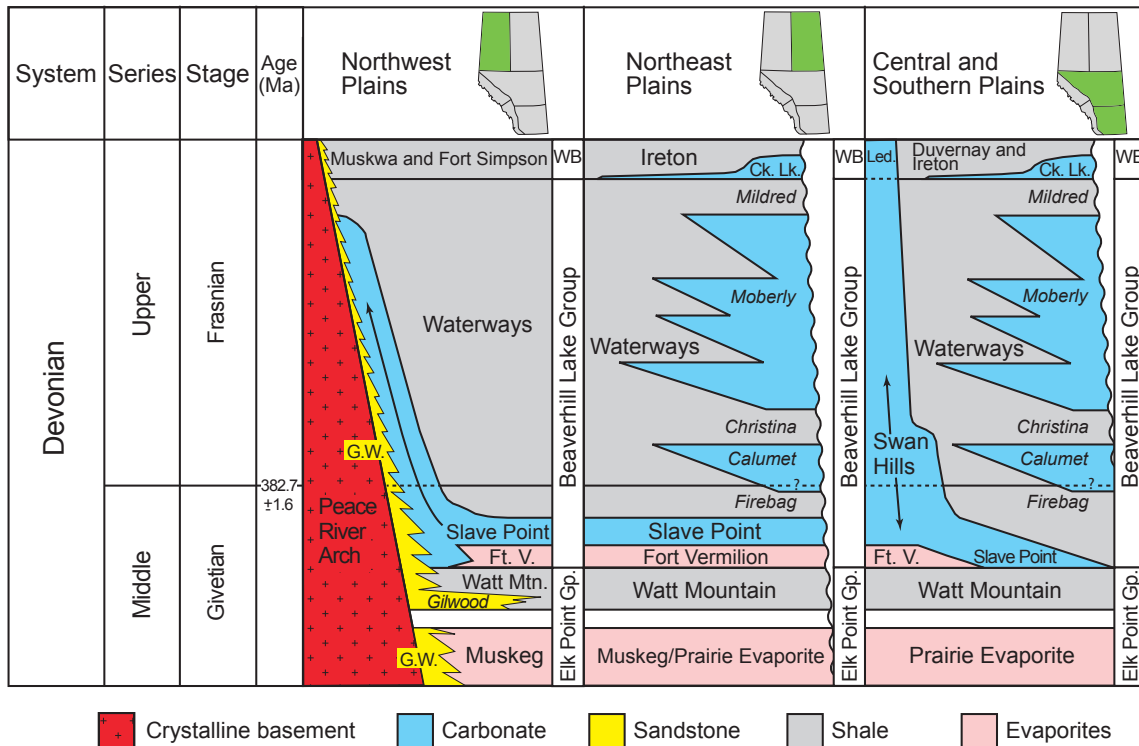 System
Series
Stage
Age
(Ma)
Northwest
Plains
Northeast
Plains
Central and
Southern Plains
Devonian
Upper
Middle
Frasnian
Givetian
382.7
±1.6
Muskwa and Fort Simpson
WB
Waterways
G.W.
Peace
River
Arch
Slave Point
Ft. V.
Watt Mtn.
Gilwood
G.W.
Muskeg
Beaverhill Lake Group
Elk Point Gp.
Ireton
Ck. Lk.
WB
Mildred
Moberly
Waterways
Christina
Calumet
?
Firebag
Slave Point
Fort Vermilion
Watt Mountain
Muskeg/Prairie Evaporite
Beaverhill Lake Group
Elk Point Gp.
Led.
Duvernay and
Ireton
Ck. Lk.
WB
Mildred
Moberly
Waterways
Christina
Swan
Hills
Calumet
?
Firebag
Ft. V.
Slave Point
Watt Mountain
Prairie Evaporite
Beaverhill Lake Group
Elk Point Gp.
Crystalline basement
Carbonate
Sandstone
Shale
Evaporites